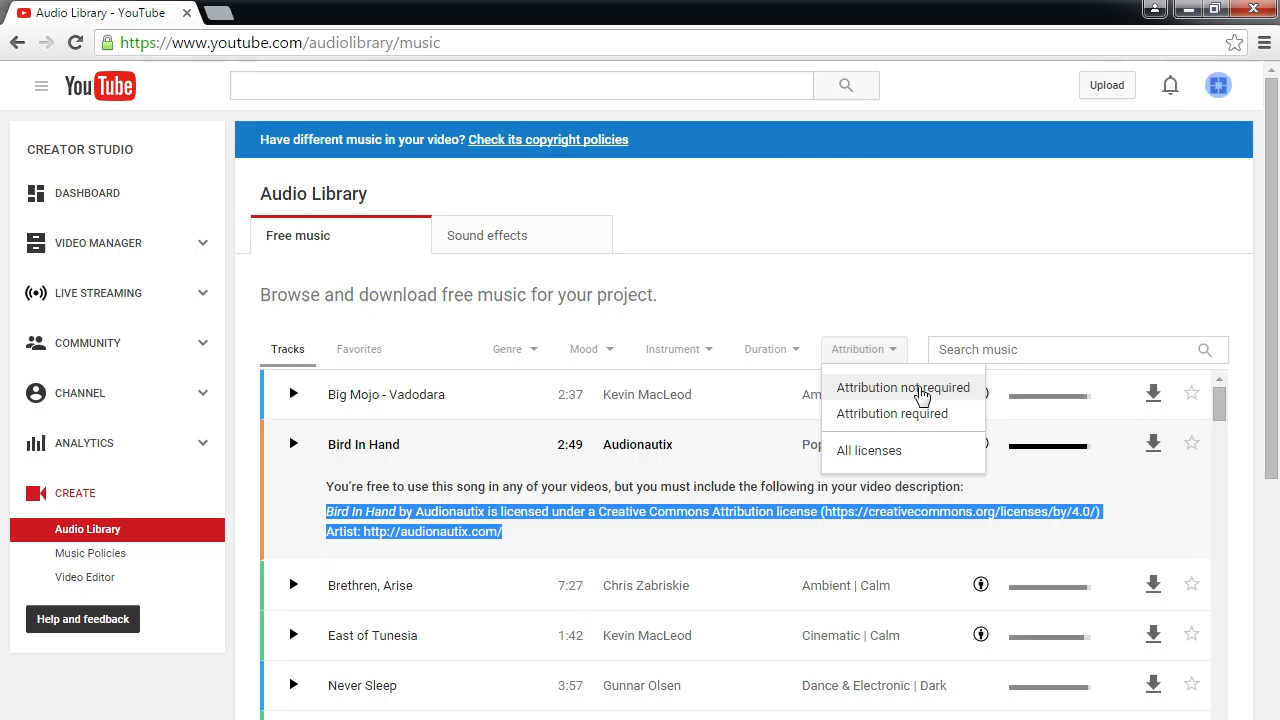 Audio Library - YouTube
https://www.youtube.com/audiolibrary/music
YouTube
Upload
CREATOR STUDIO
DASHBOARD
VIDEO MANAGER
LIVE STREAMING
COMMUNITY
CHANNEL
ANALYTICS
CREATE
Audio Library
Music Policies
Video Editor
Help and feedback
Have different music in your video? Check its copyright policies
Audio Library
Free music
Sound effects
Browse and download free music for your project.
Tracks Favorites Genre Mood Instrument Duration Attribution Search music
Attribution not required
Attribution required
All licenses
Big Mojo - Vadodara 2:37 Kevin MacLeod
Bird In Hand 2:49 Audionautix
You're free to use this song in any of your videos, but you must include the following in your video description:
Bird In Hand by Audionautix is licensed under a Creative Commons Attribution license (https://creativecommons.org/licenses/by/4.0/)
Artist: http://audionautix.com/
Brethren, Arise 7:27 Chris Zabriskie Ambient | Calm
East of Tunesia 1:42 Kevin MacLeod Cinematic | Calm
Never Sleep 3:57 Gunnar Olsen Dance & Electronic | Dark